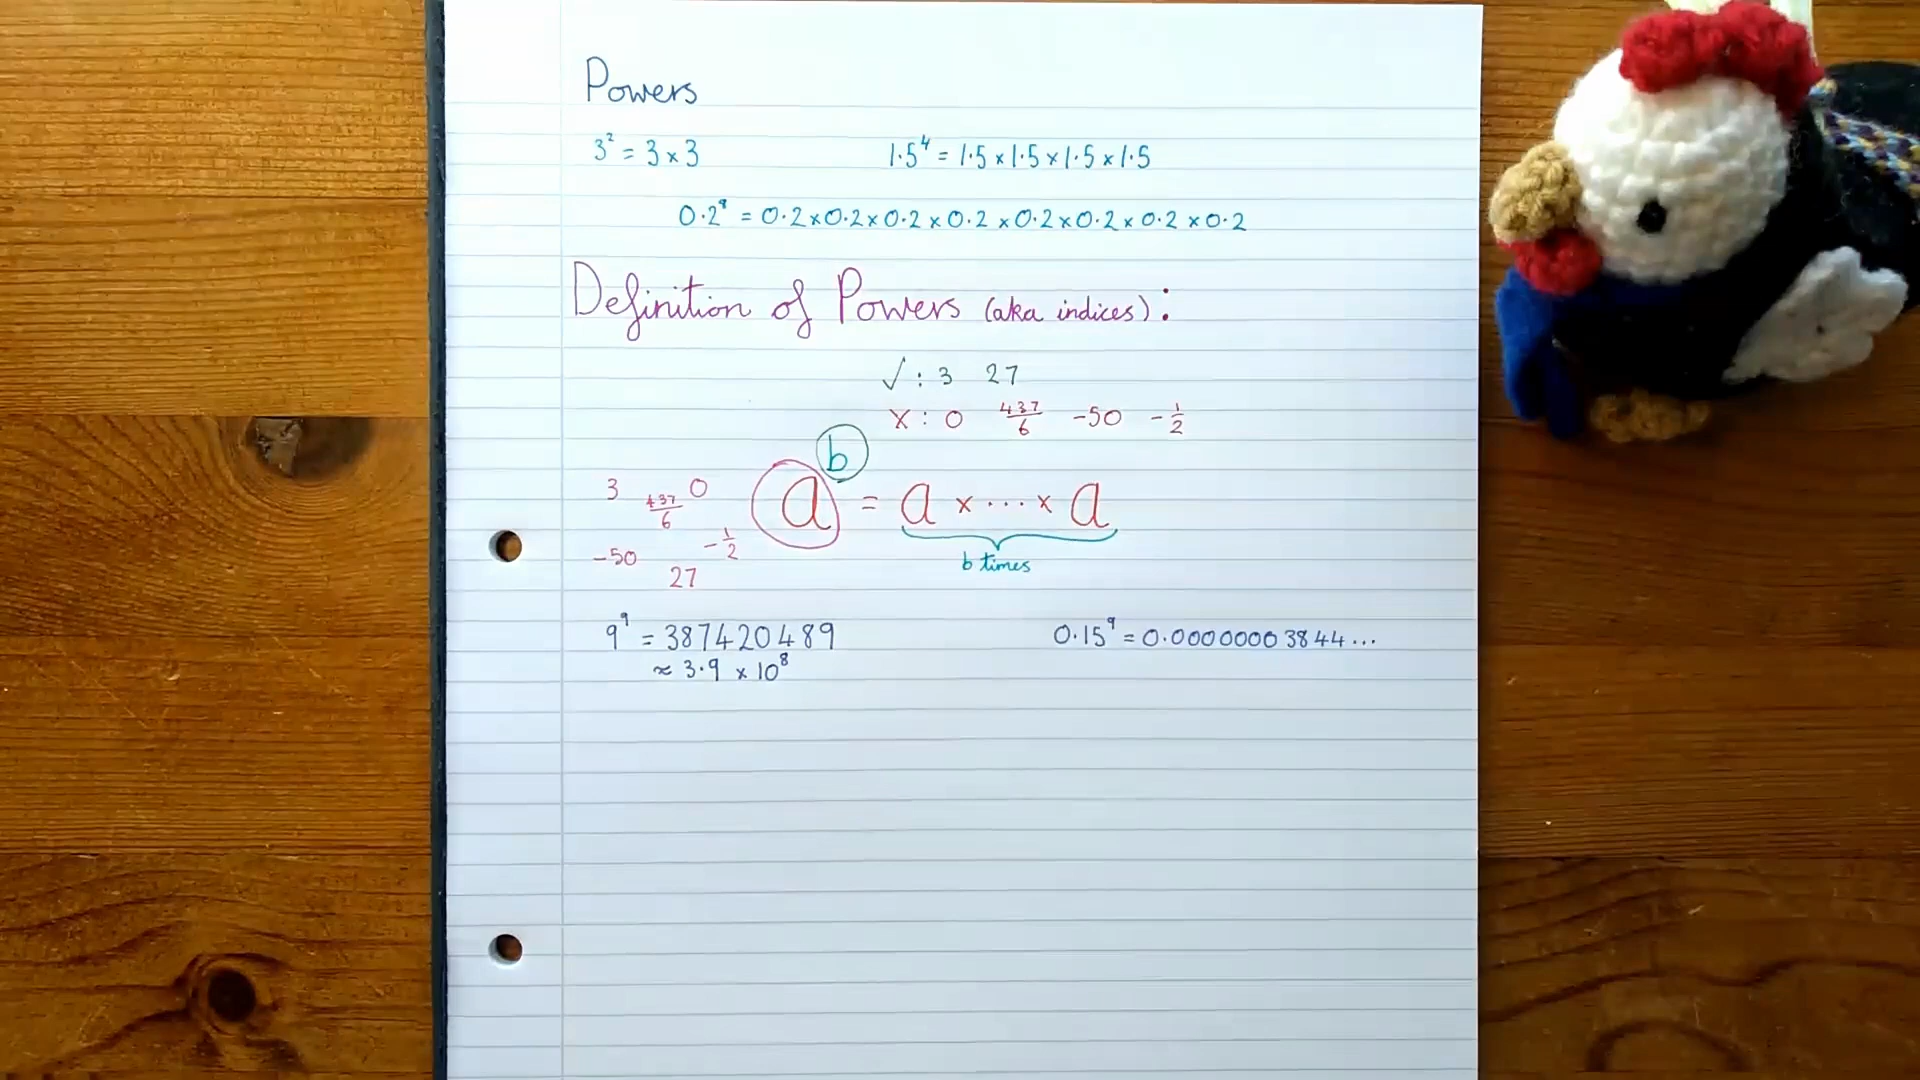 Powers
3² = 3 × 3
1·5⁴ = 1·5 × 1·5 × 1·5 × 1·5
0·2⁸ = 0·2 × 0·2 × 0·2 × 0·2 × 0·2 × 0·2 × 0·2 × 0·2
Definition of Powers (aka indices):
✓ : 3 27
× : 0 437/6 -50 -1/2
3 437/6 0 -50 27 -1/2
aᵇ = a × ··· × a
b times
9⁹ = 387420489
≈ 3·9 × 10⁸
0·15⁹ = 0·00000003844...